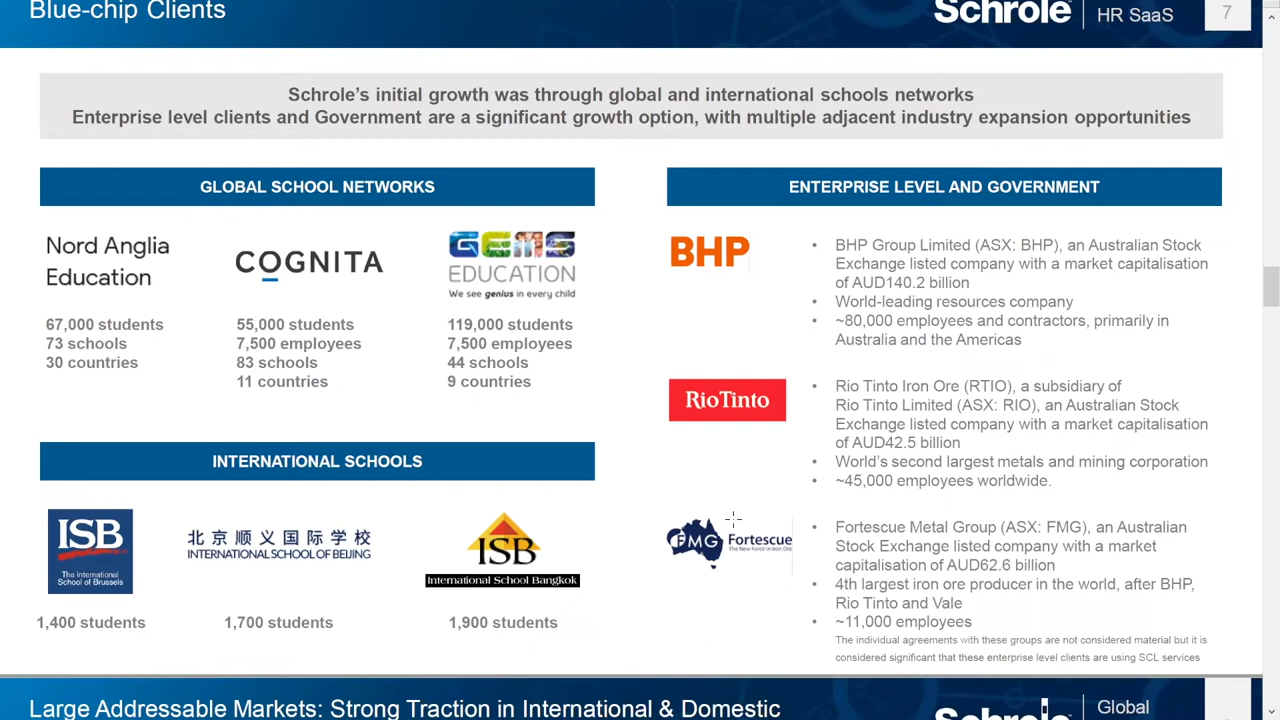 Blue-chip Clients
Schrole HR SaaS 7
Schrole's initial growth was through global and international schools networks
Enterprise level clients and Government are a significant growth option, with multiple adjacent industry expansion opportunities
GLOBAL SCHOOL NETWORKS
Nord Anglia
Education
67,000 students
73 schools
30 countries
COGNITA
55,000 students
7,500 employees
83 schools
11 countries
GEMS
EDUCATION
We see genius in every child
119,000 students
7,500 employees
44 schools
9 countries
INTERNATIONAL SCHOOLS
ISB
The International
School of Brussels
1,400 students
北京顺义国际学校
INTERNATIONAL SCHOOL OF BEIJING
1,700 students
ISB
International School Bangkok
1,900 students
ENTERPRISE LEVEL AND GOVERNMENT
BHP
• BHP Group Limited (ASX: BHP), an Australian Stock
Exchange listed company with a market capitalisation
of AUD140.2 billion
• World-leading resources company
• ~80,000 employees and contractors, primarily in
Australia and the Americas
RioTinto
• Rio Tinto Iron Ore (RTIO), a subsidiary of
Rio Tinto Limited (ASX: RIO), an Australian Stock
Exchange listed company with a market capitalisation
of AUD42.5 billion
• World's second largest metals and mining corporation
• ~45,000 employees worldwide.
FMG Fortescue
The New Force in Iron Ore
• Fortescue Metal Group (ASX: FMG), an Australian
Stock Exchange listed company with a market
capitalisation of AUD62.6 billion
• 4th largest iron ore producer in the world, after BHP,
Rio Tinto and Vale
• ~11,000 employees
The individual agreements with these groups are not considered material but it is
considered significant that these enterprise level clients are using SCL services
Large Addressable Markets: Strong Traction in International & Domestic
Schrole Global